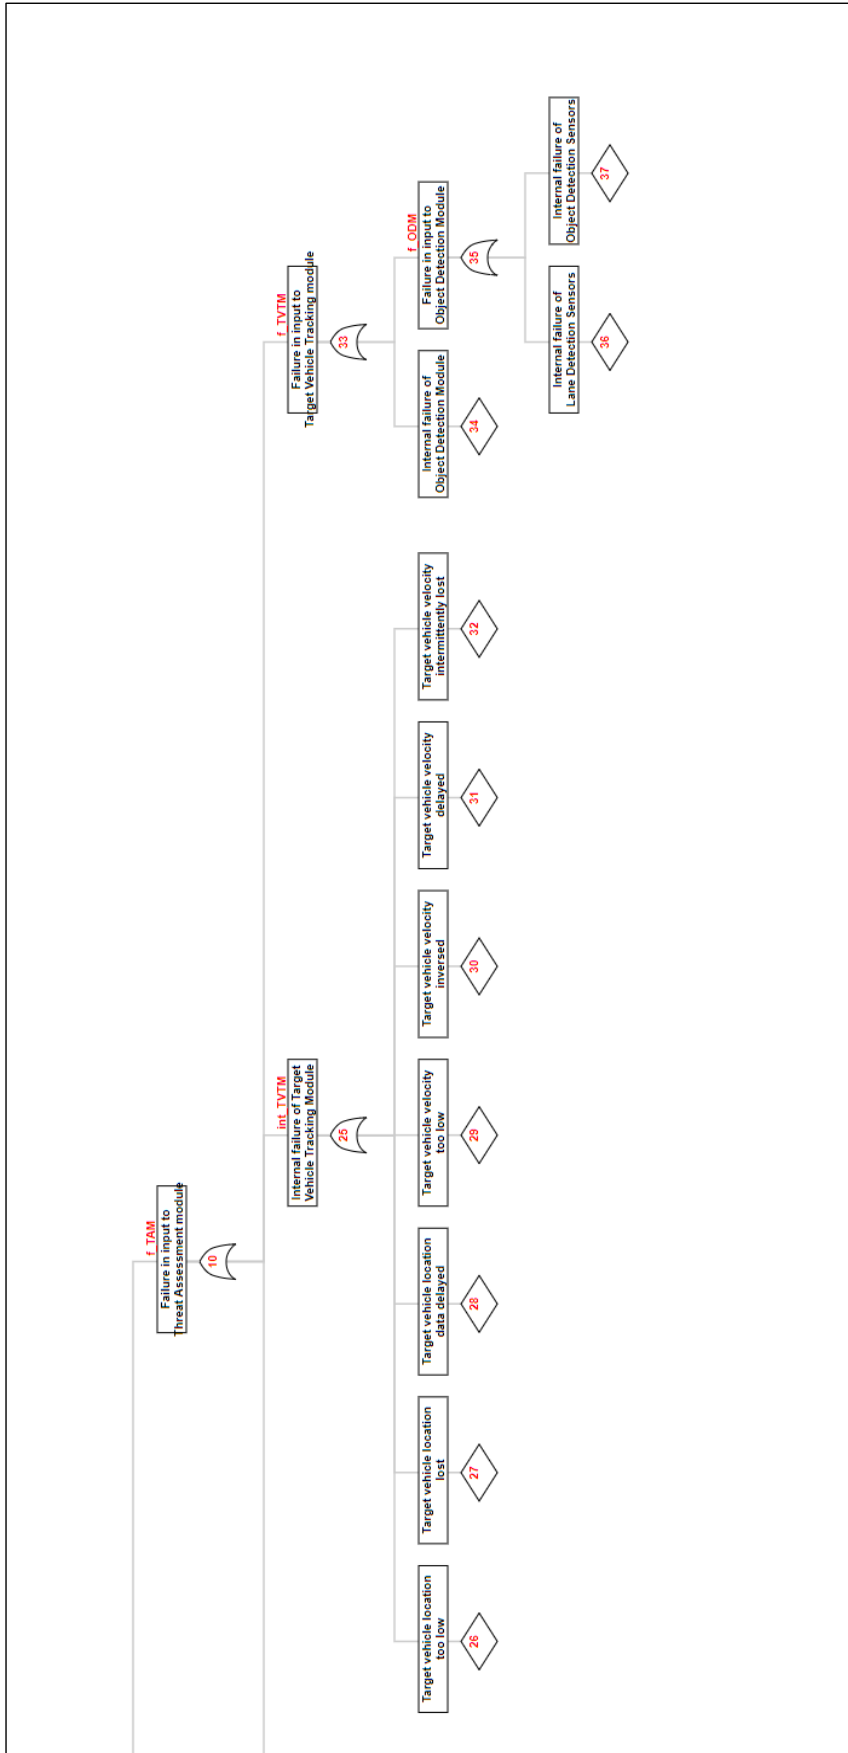 f_TAM
Failure in input to
Threat Assessment module
10
int_TVTM
Internal failure of Target
Vehicle Tracking Module
25
f_TVTM
Failure in input to
Target Vehicle Tracking module
33
Target vehicle location
too low
26
Target vehicle location
lost
27
Target vehicle location
data delayed
28
Target vehicle velocity
too low
29
Target vehicle velocity
inversed
30
Target vehicle velocity
delayed
31
Target vehicle velocity
intermittently lost
32
Internal failure of
Object Detection Module
34
f_ODM
Failure in input to
Object Detection Module
35
Internal failure of
Lane Detection Sensors
36
Internal failure of
Object Detection Sensors
37